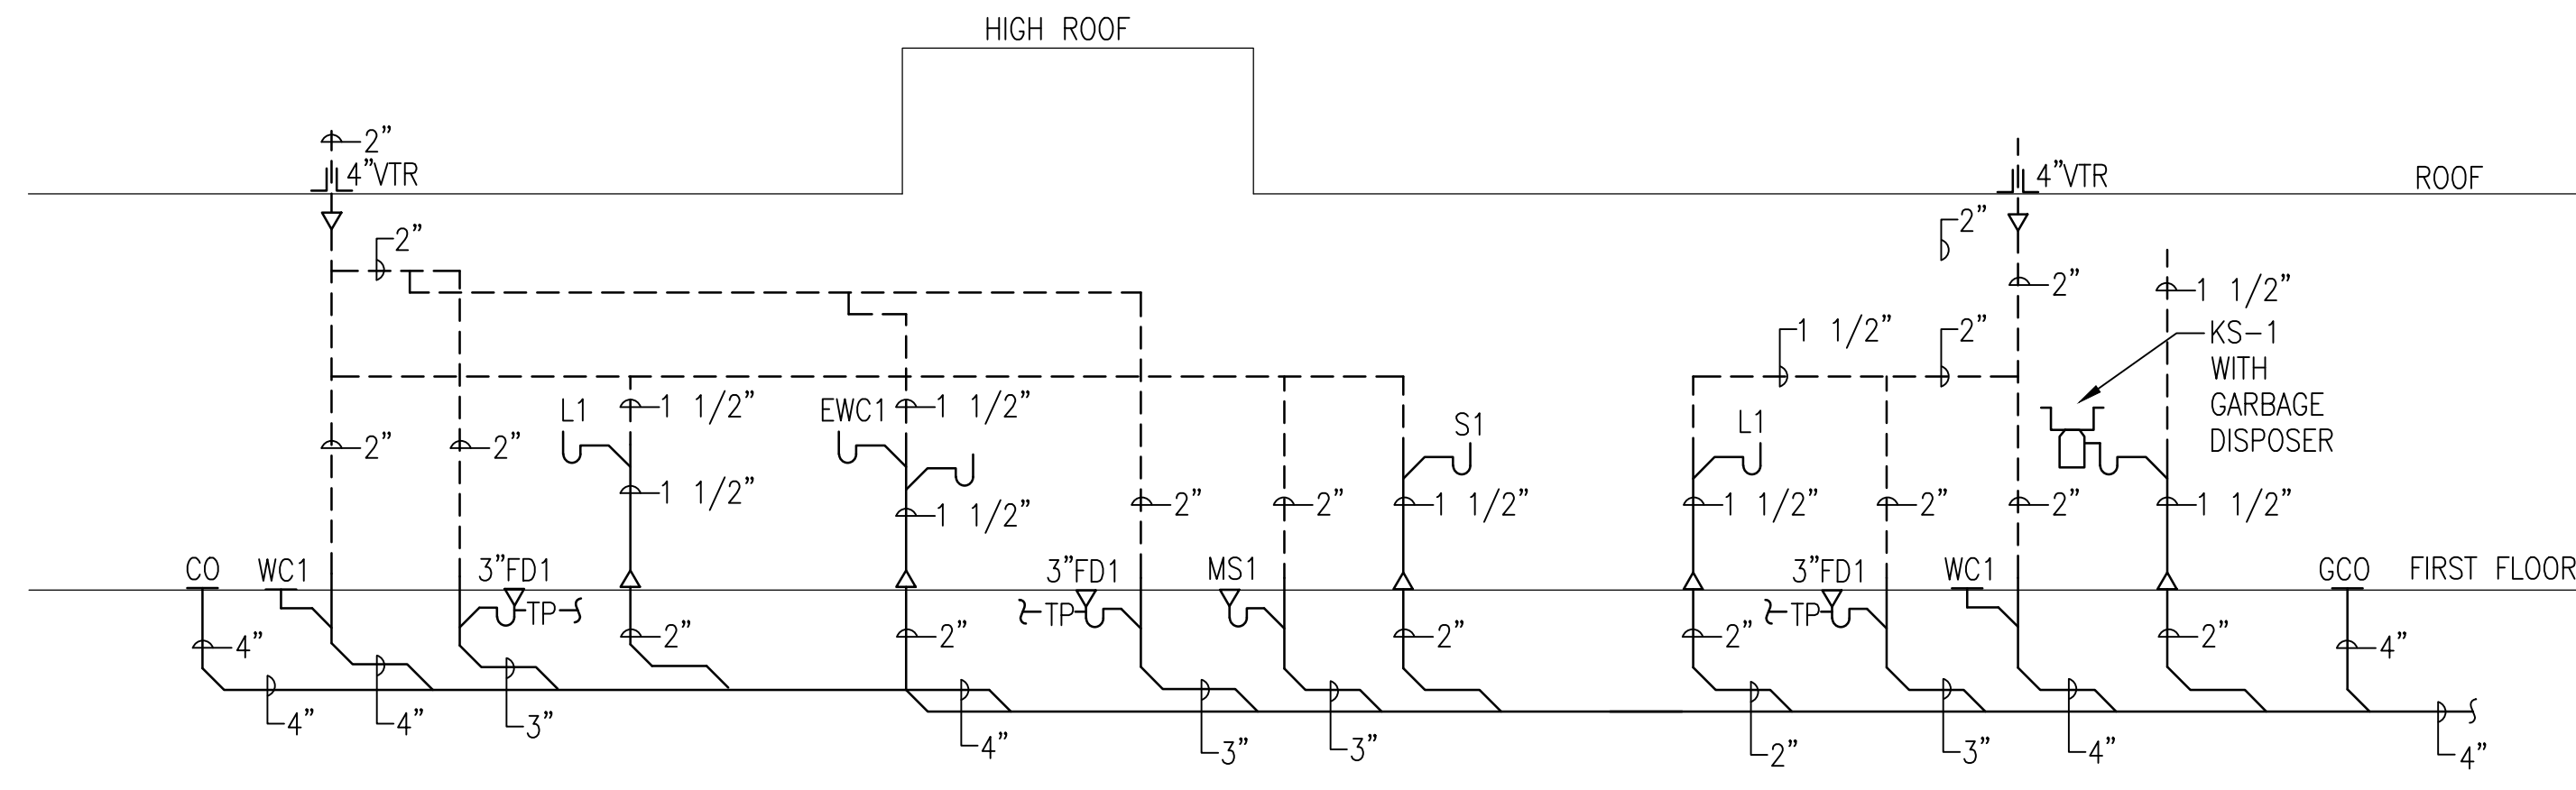 HIGH ROOF
2"
4"VTR
4"VTR
ROOF
2"
2"
2"
1 1/2"
1 1/2"
2"
KS-1
WITH
GARBAGE
DISPOSER
L1
1 1/2"
EWC1
1 1/2"
S1
L1
2"
2"
1 1/2"
1 1/2"
2"
2"
1 1/2"
1 1/2"
2"
2"
1 1/2"
CO
WC1
3"FD1
3"FD1
MS1
3"FD1
WC1
GCO
FIRST FLOOR
TP
TP
TP
4"
2"
2"
2"
2"
2"
4"
4"
4"
3"
4"
3"
3"
2"
3"
4"
4"